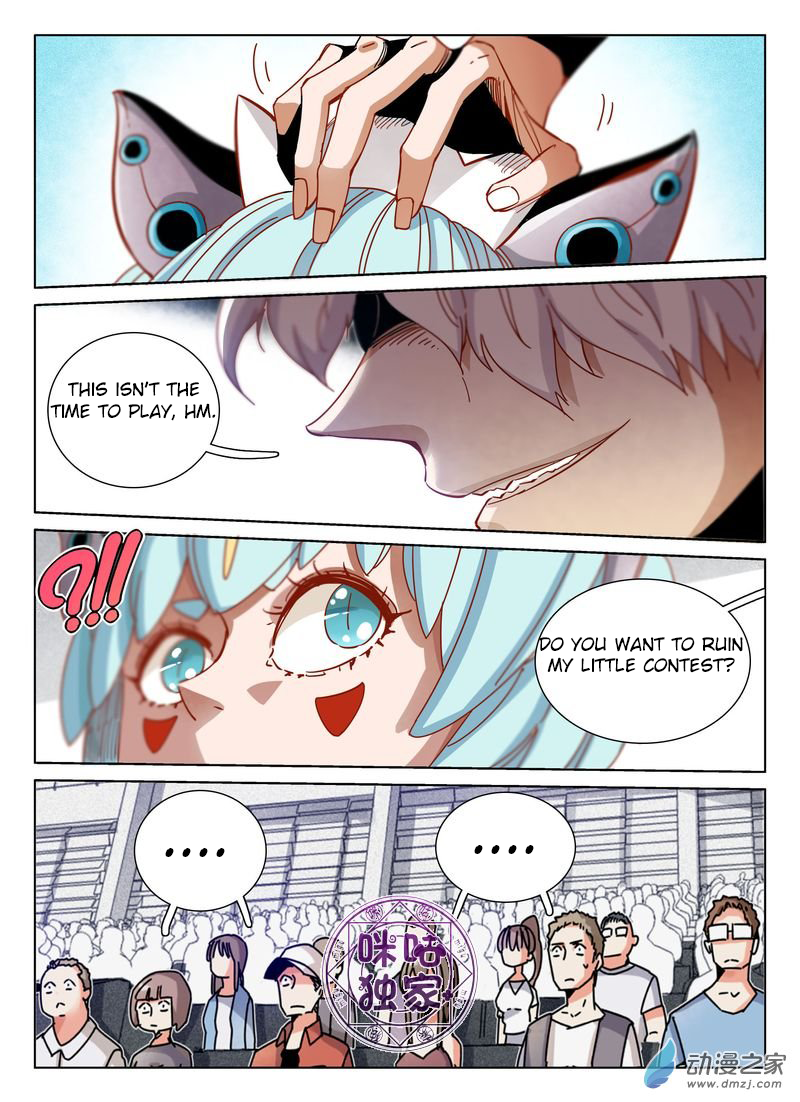 THIS ISN'T THE
TIME TO PLAY, HM.
?!!!
DO YOU WANT TO RUIN
MY LITTLE CONTEST?
....
....
咪咕
独家
动漫之家
www.dmzj.com